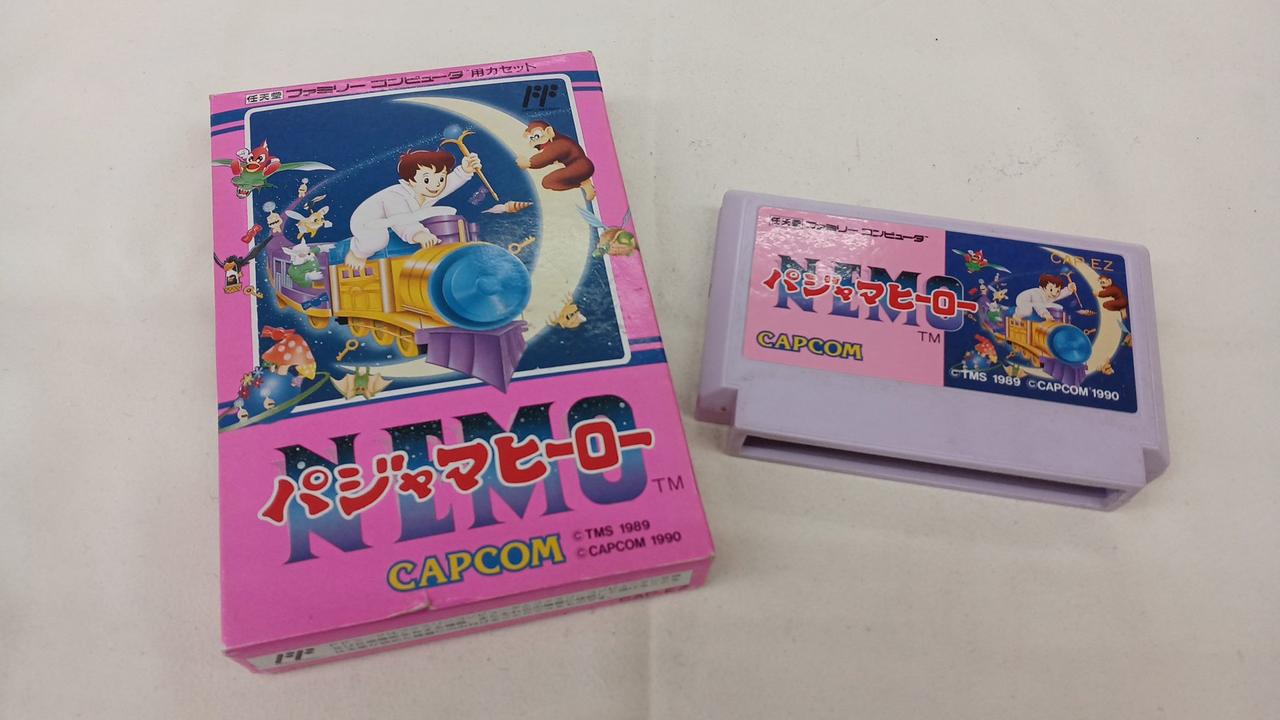 任天堂 ファミリー コンピュータ 用カセット
FF
NEMO
パジャマヒーロー
TM
CAPCOM
©TMS 1989
©CAPCOM 1990
FF
任天堂 ファミリー コンピュータ
CAP-EZ
NEMO
パジャマヒーロー
TM
CAPCOM
©TMS 1989 ©CAPCOM 1990